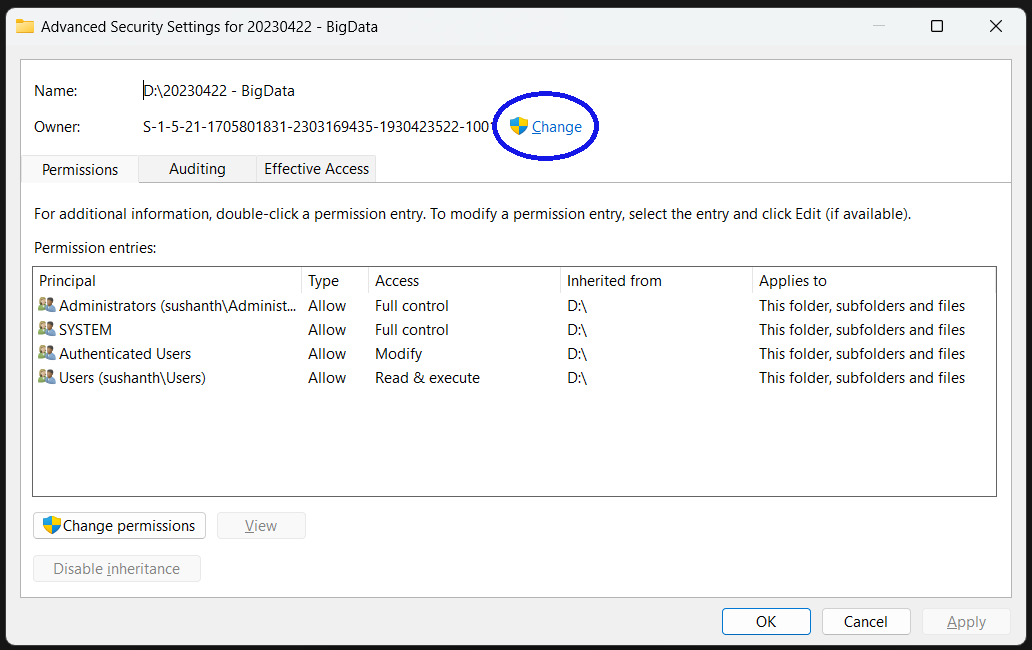 Advanced Security Settings for 20230422 - BigData
Name: D:\20230422 - BigData
Owner: S-1-5-21-1705801831-2303169435-1930423522-1001 Change
Permissions Auditing Effective Access
For additional information, double-click a permission entry. To modify a permission entry, select the entry and click Edit (if available).
Permission entries:
Principal Type Access Inherited from Applies to
Administrators (sushanth\Administ... Allow Full control D:\ This folder, subfolders and files
SYSTEM Allow Full control D:\ This folder, subfolders and files
Authenticated Users Allow Modify D:\ This folder, subfolders and files
Users (sushanth\Users) Allow Read & execute D:\ This folder, subfolders and files
Change permissions View
Disable inheritance
OK Cancel Apply